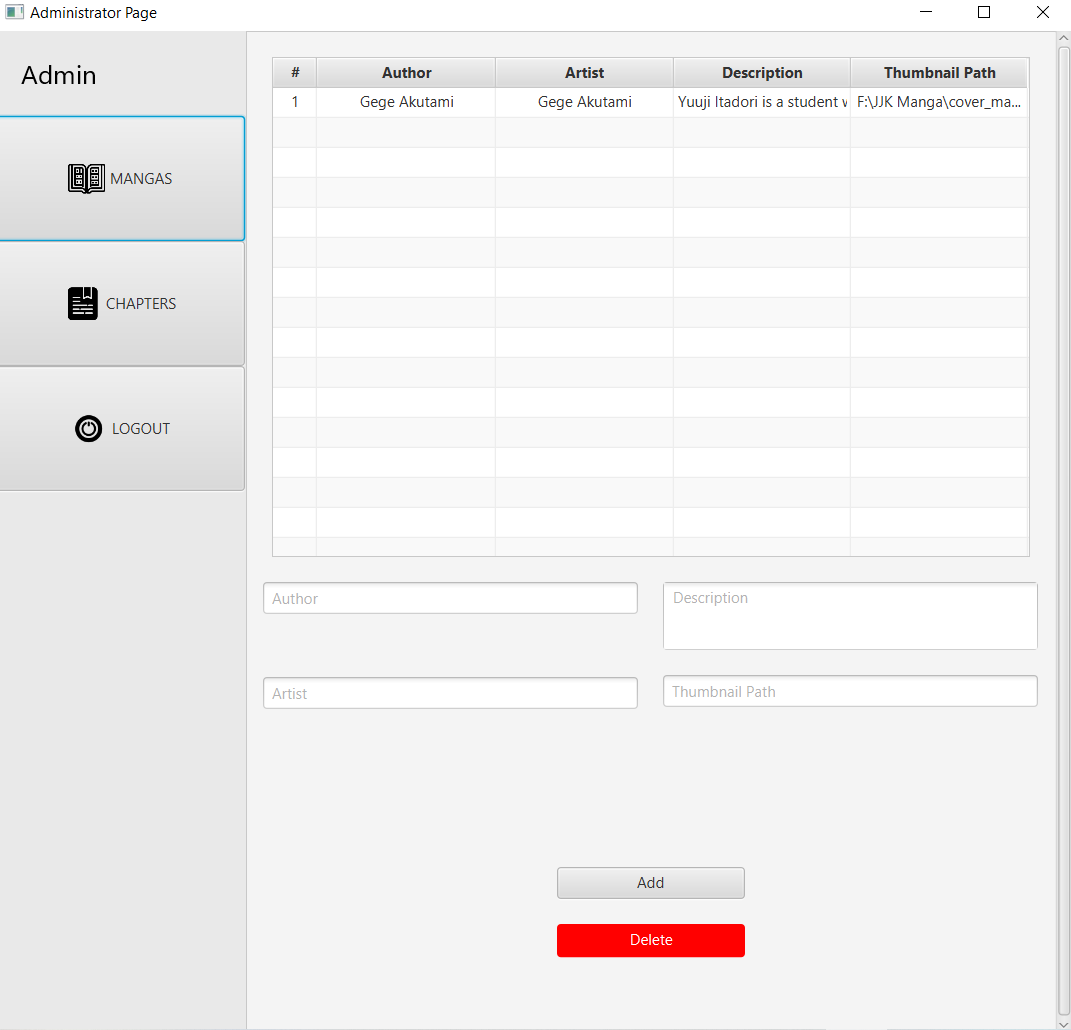 Administrator Page
Admin
MANGAS
CHAPTERS
LOGOUT
# Author Artist Description Thumbnail Path
1 Gege Akutami Gege Akutami Yuuji Itadori is a student w F:\JJK Manga\cover_ma...
Author
Description
Artist
Thumbnail Path
Add
Delete